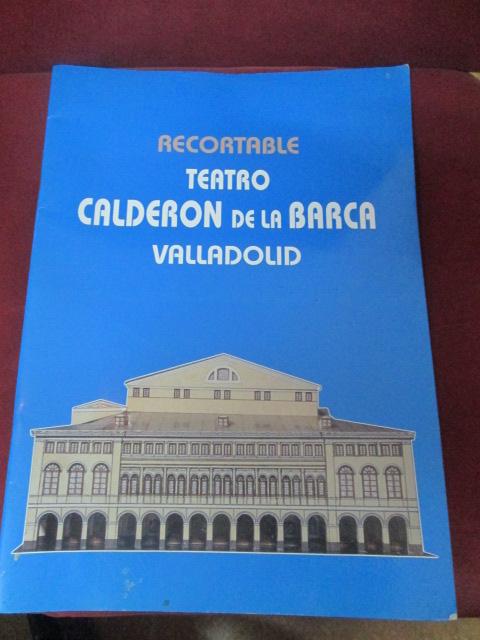 RECORTABLE
TEATRO
CALDERON DE LA BARCA
VALLADOLID